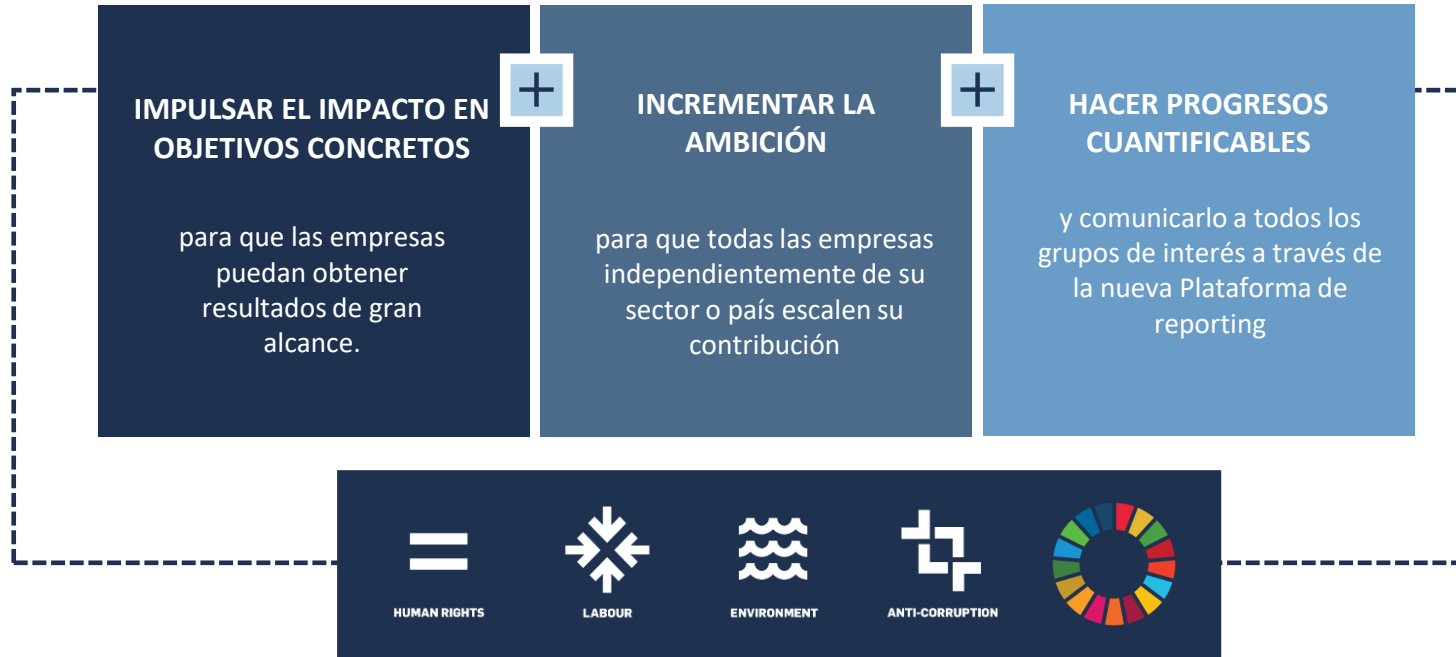 IMPULSAR EL IMPACTO EN
OBJETIVOS CONCRETOS
para que las empresas
puedan obtener
resultados de gran
alcance.
+
INCREMENTAR LA
AMBICIÓN
para que todas las empresas
independientemente de su
sector o país escalen su
contribución
+
HACER PROGRESOS
CUANTIFICABLES
y comunicarlo a todos los
grupos de interés a través de
la nueva Plataforma de
reporting
HUMAN RIGHTS
LABOUR
ENVIRONMENT
ANTI-CORRUPTION